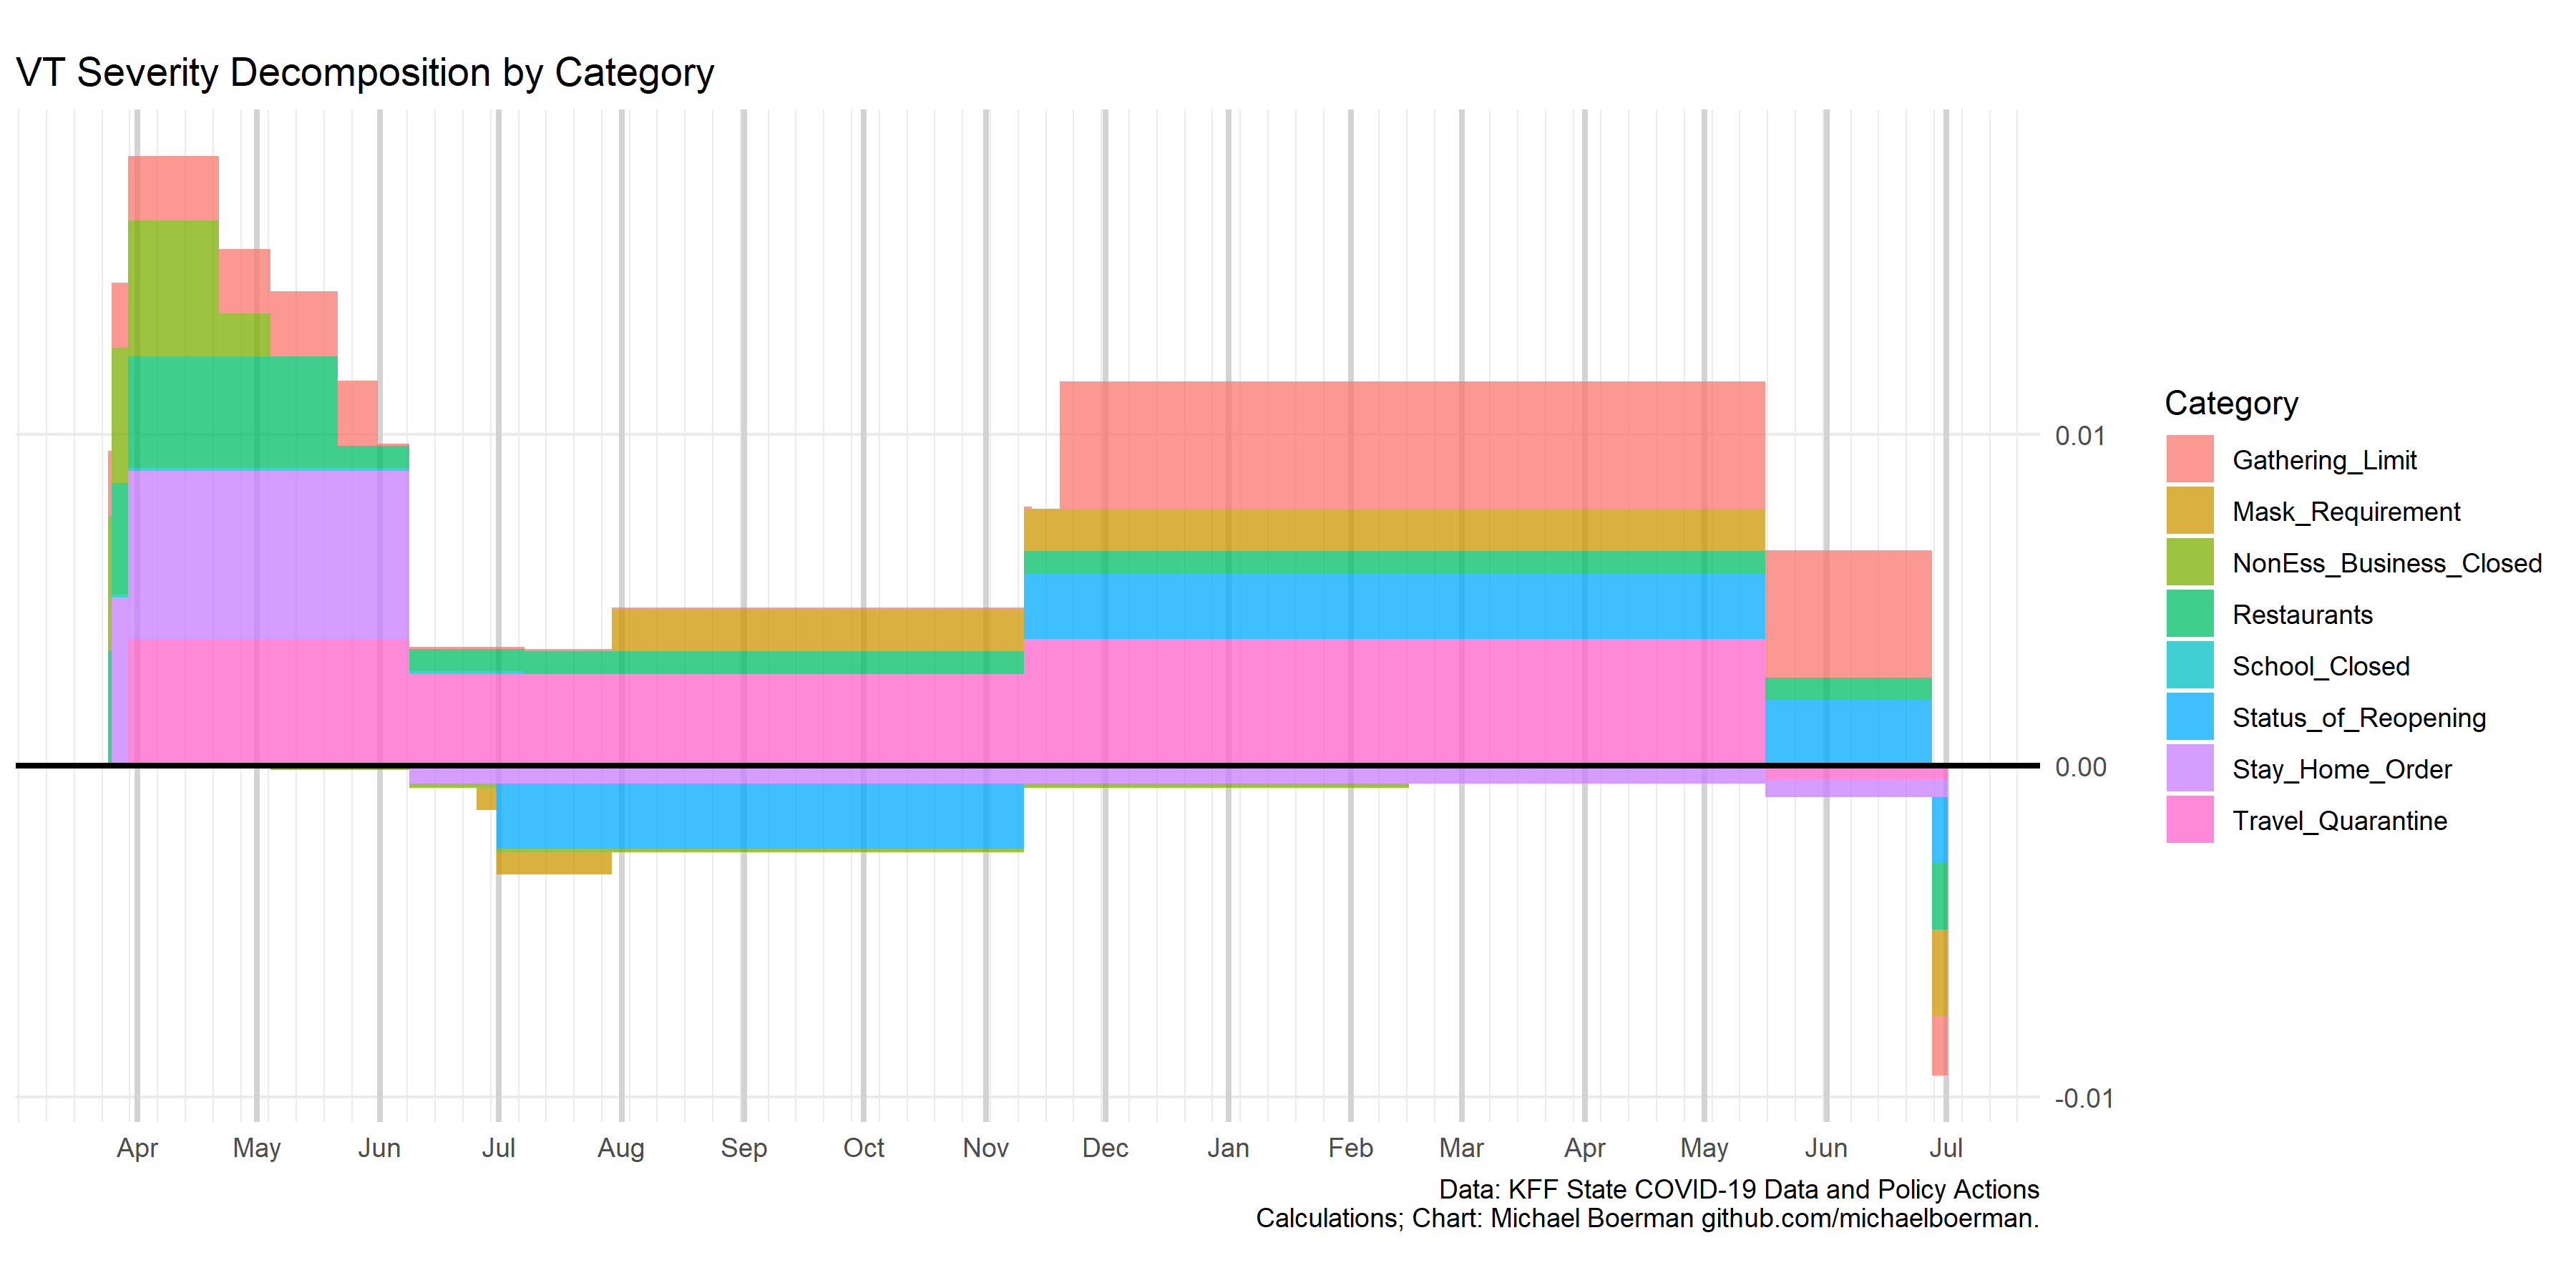 VT Severity Decomposition by Category
0.01
0.00
-0.01
Apr May Jun Jul Aug Sep Oct Nov Dec Jan Feb Mar Apr May Jun Jul
Data: KFF State COVID-19 Data and Policy Actions
Calculations; Chart: Michael Boerman github.com/michaelboerman.
Category
Gathering_Limit
Mask_Requirement
NonEss_Business_Closed
Restaurants
School_Closed
Status_of_Reopening
Stay_Home_Order
Travel_Quarantine